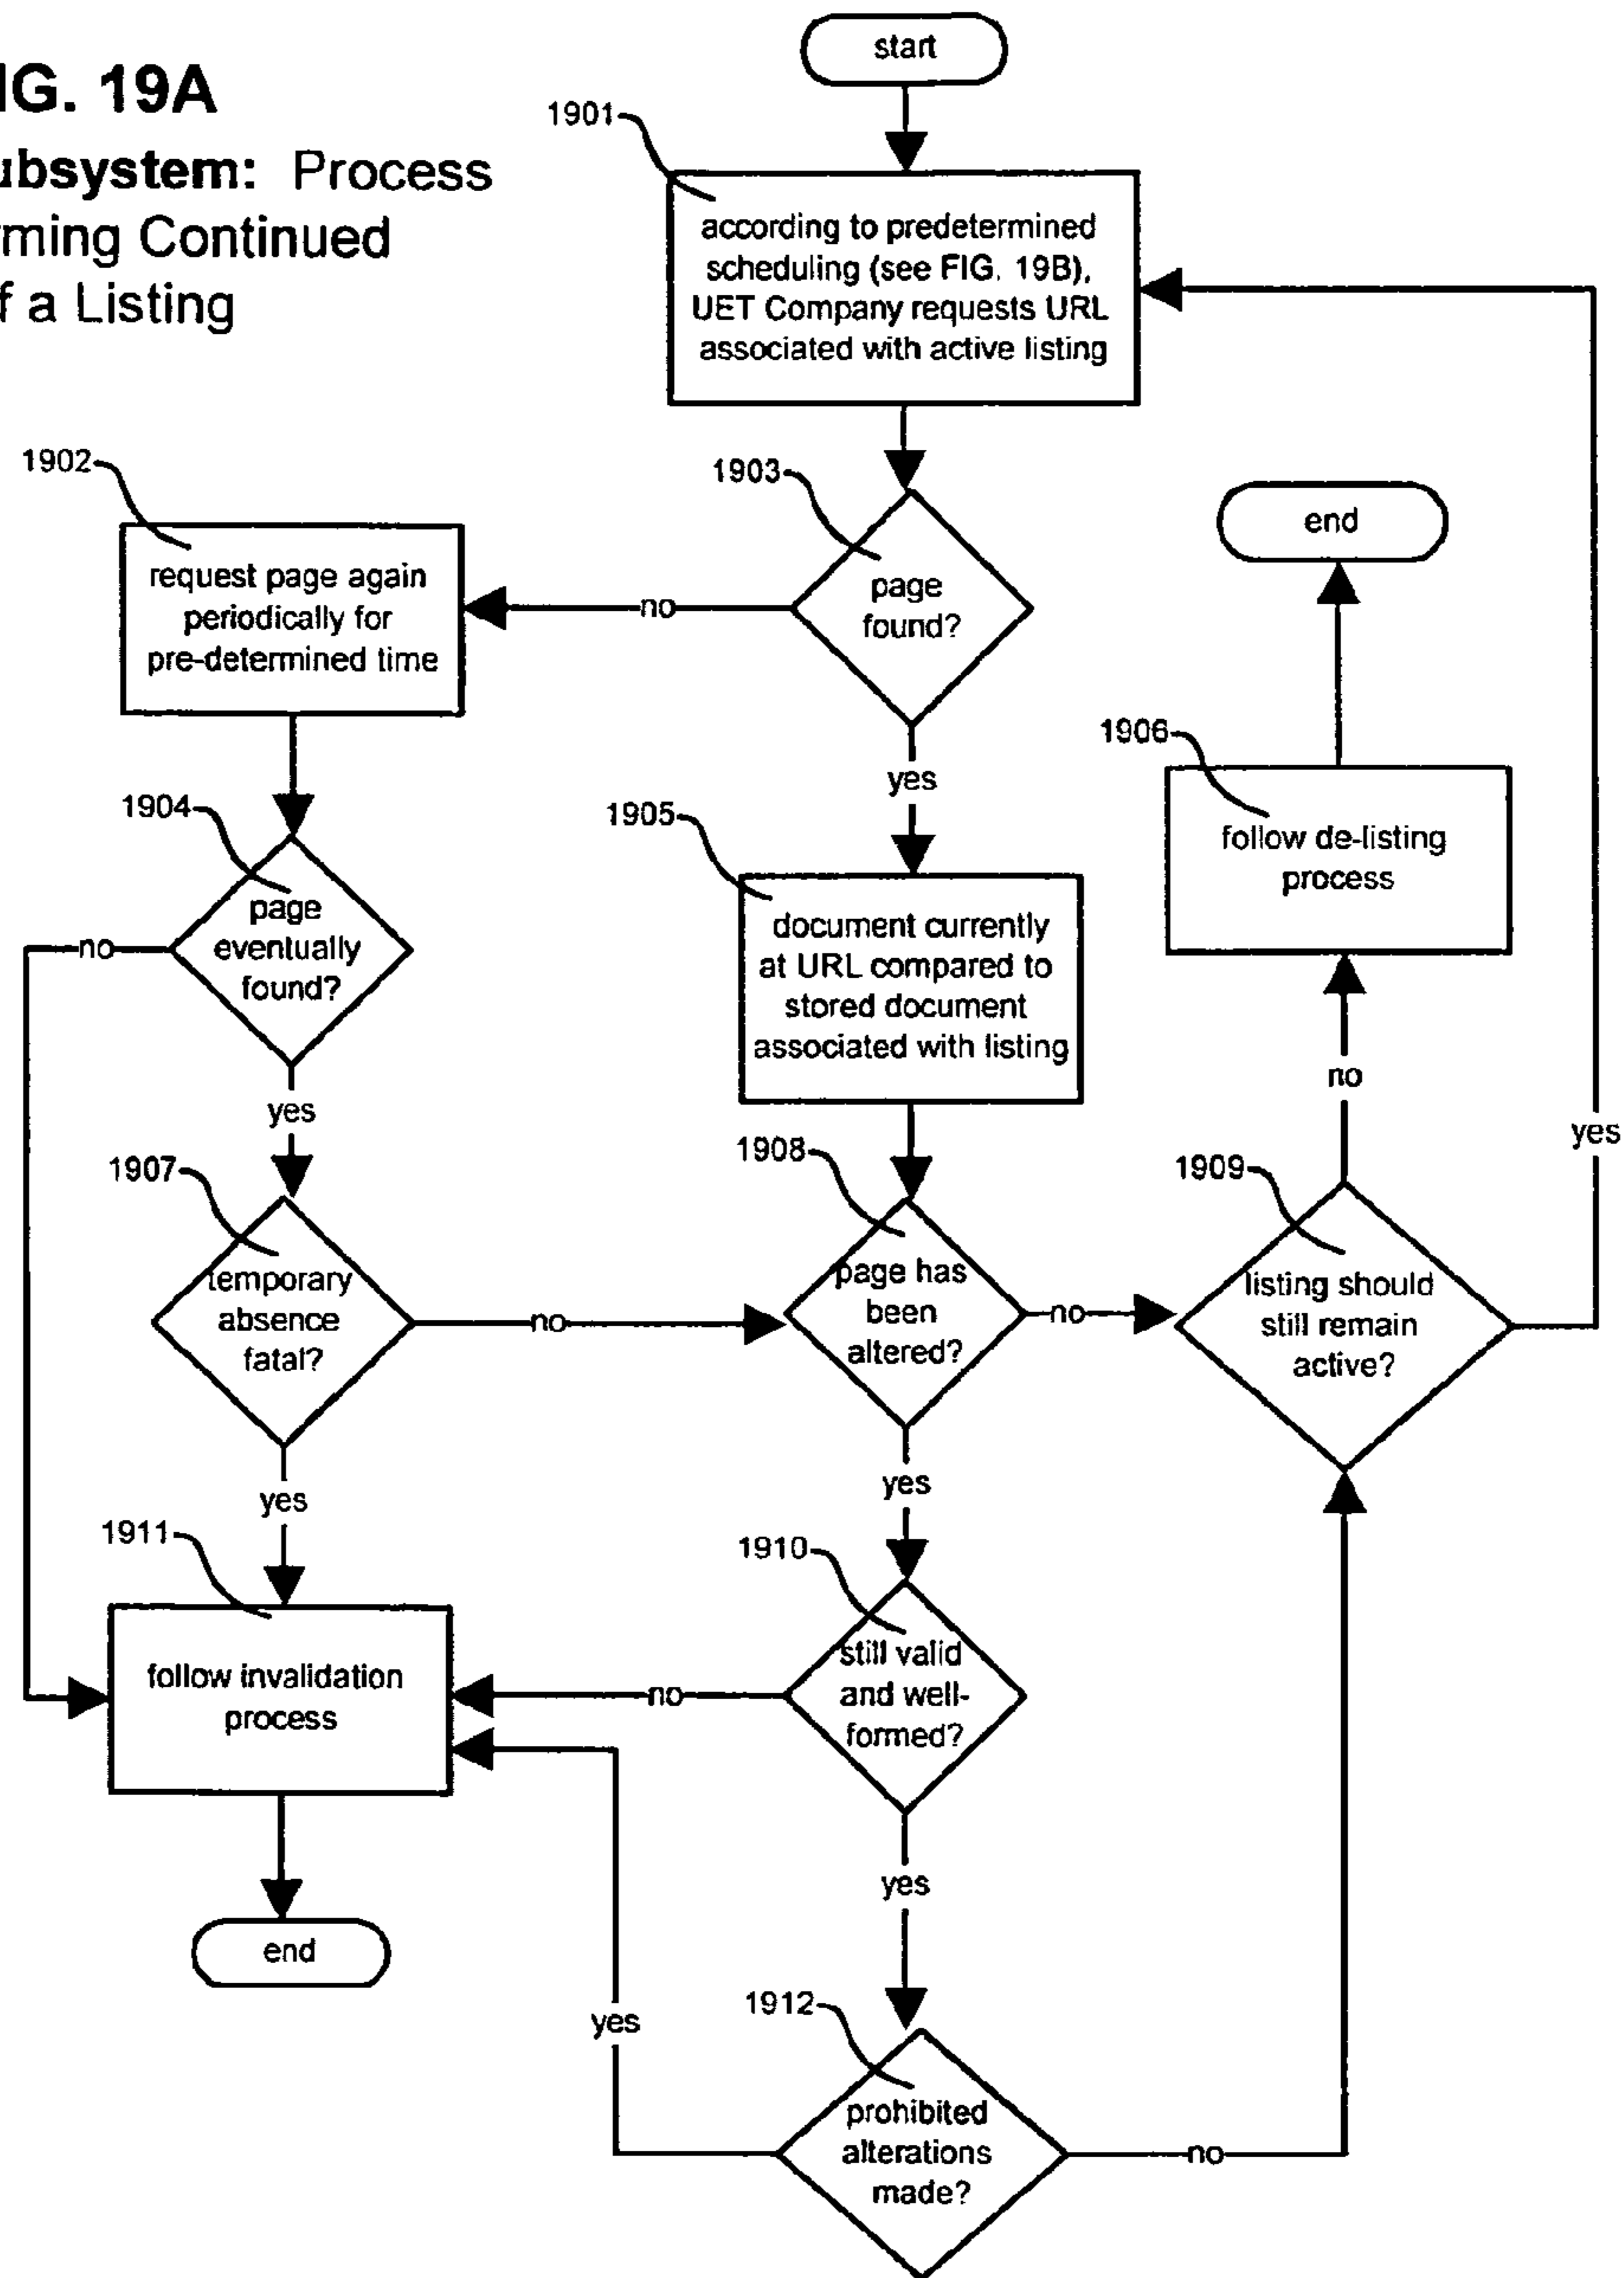 IG. 19A
ubsystem: Process
rming Continued
f a Listing
start
1901
according to predetermined
scheduling (see FIG. 19B),
UET Company requests URL
associated with active listing
1902
request page again
periodically for
pre-determined time
1903
page
found?
no
yes
end
1904
page
eventually
found?
no
yes
1905
document currently
at URL compared to
stored document
associated with listing
1906
follow de-listing
process
no
yes
1907
temporary
absence
fatal?
no
yes
1908
page has
been
altered?
no
yes
1909
listing should
still remain
active?
1911
follow invalidation
process
1910
still valid
and well-
formed?
no
yes
end
yes
1912
prohibited
alterations
made?
no